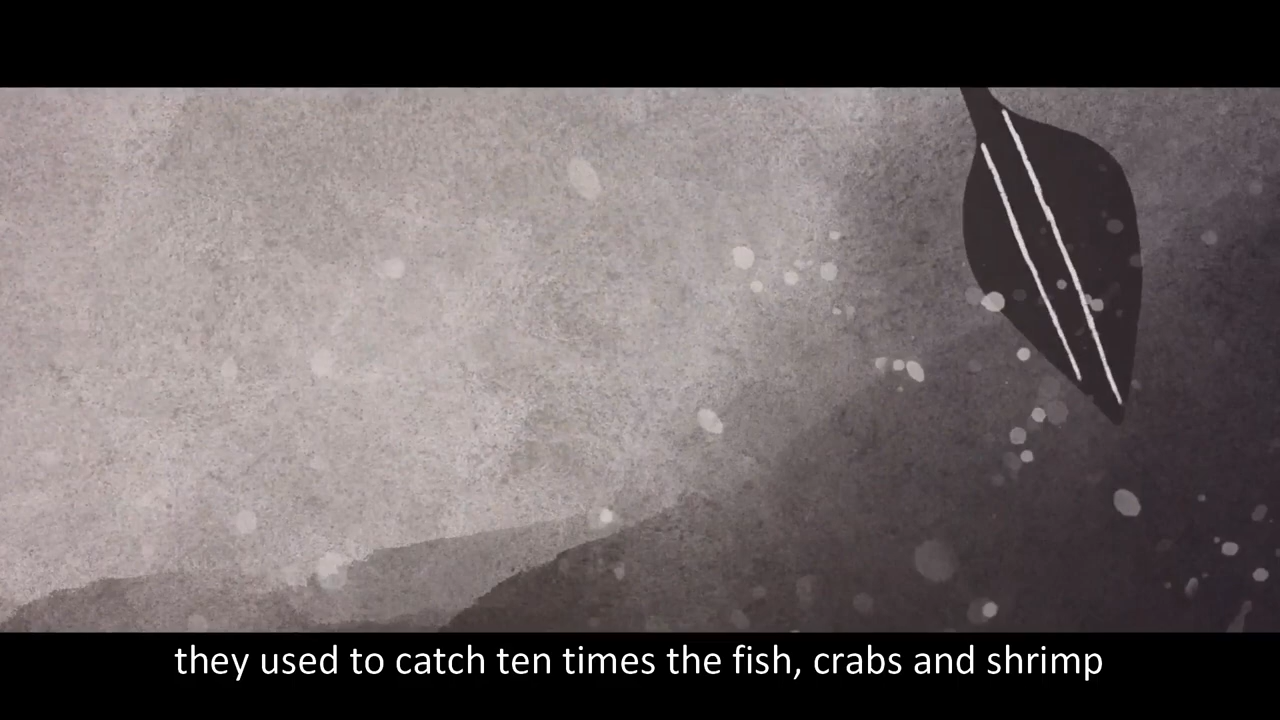 they used to catch ten times the fish, crabs and shrimp